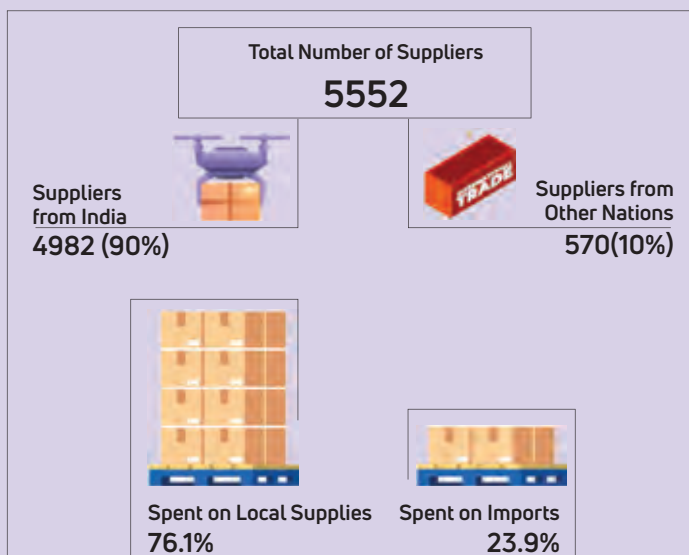 Total Number of Suppliers
5552
TRADE
Suppliers
from India
4982 (90%)
Suppliers from
Other Nations
570(10%)
Spent on Local Supplies
76.1%
Spent on Imports
23.9%